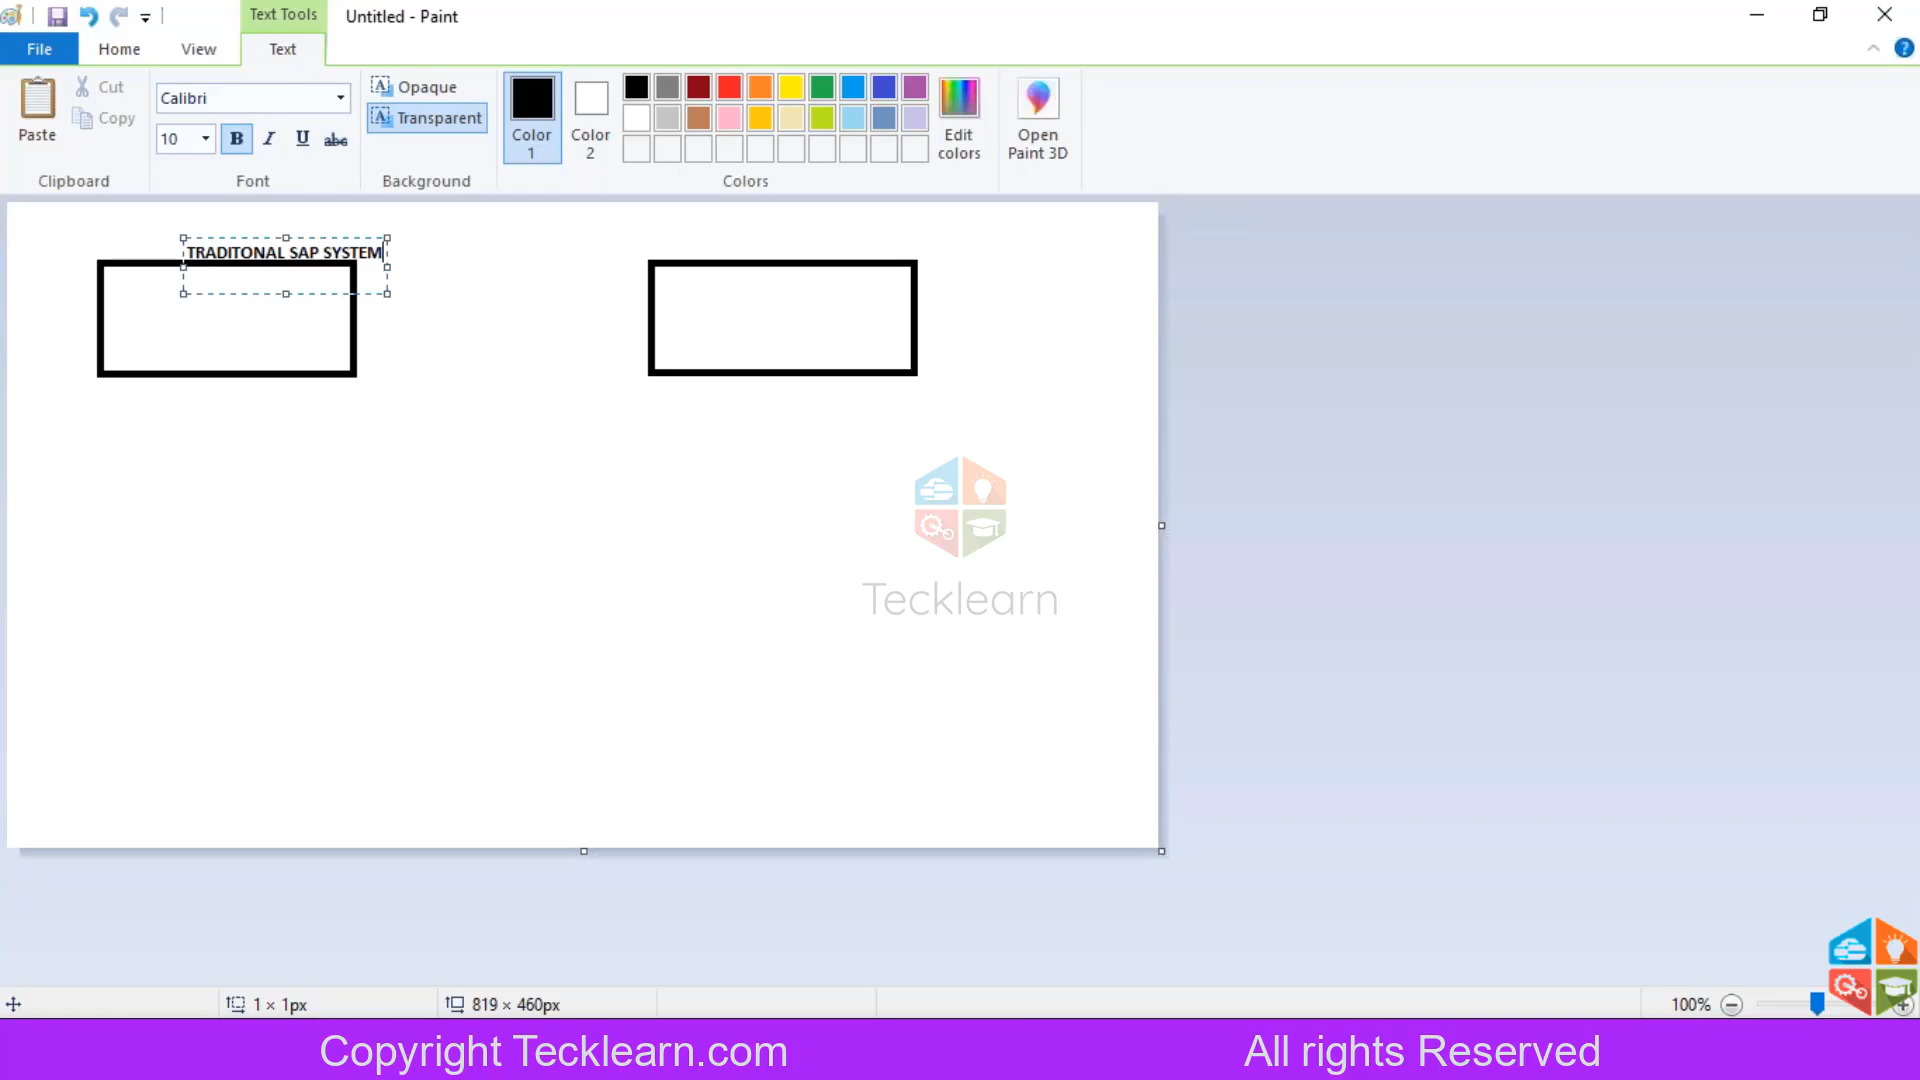 Text Tools
Untitled - Paint
File
Home
View
Text
Paste
Cut
Copy
Clipboard
Calibri
10
B
I
U
abc
Font
A Opaque
A Transparent
Background
Color 1
Color 2
Edit colors
Colors
Open Paint 3D
?
TRADITONAL SAP SYSTEM
Tecklearn
1 × 1px
819 × 460px
100%
Copyright Tecklearn.com
All rights Reserved